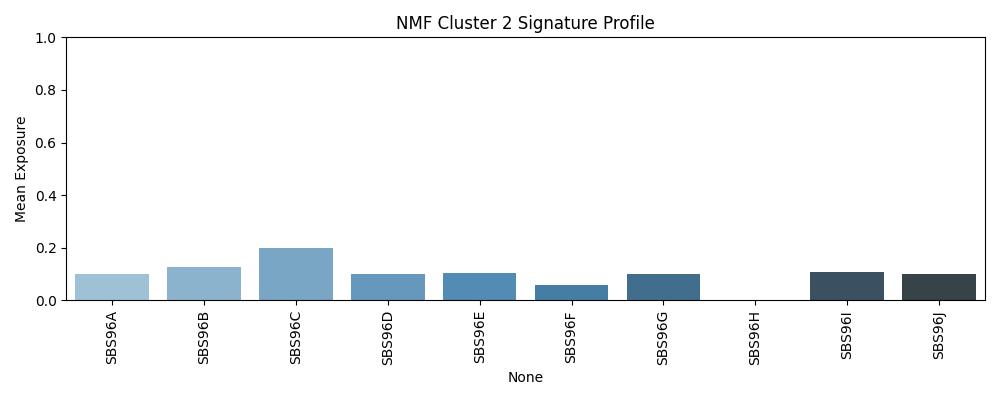 NMF Cluster 2 Signature Profile
1.0
0.8
0.6
0.4
0.2
0.0
Mean Exposure
SBS96A
SBS96B
SBS96C
SBS96D
SBS96E
SBS96F
SBS96G
SBS96H
SBS96I
SBS96J
None